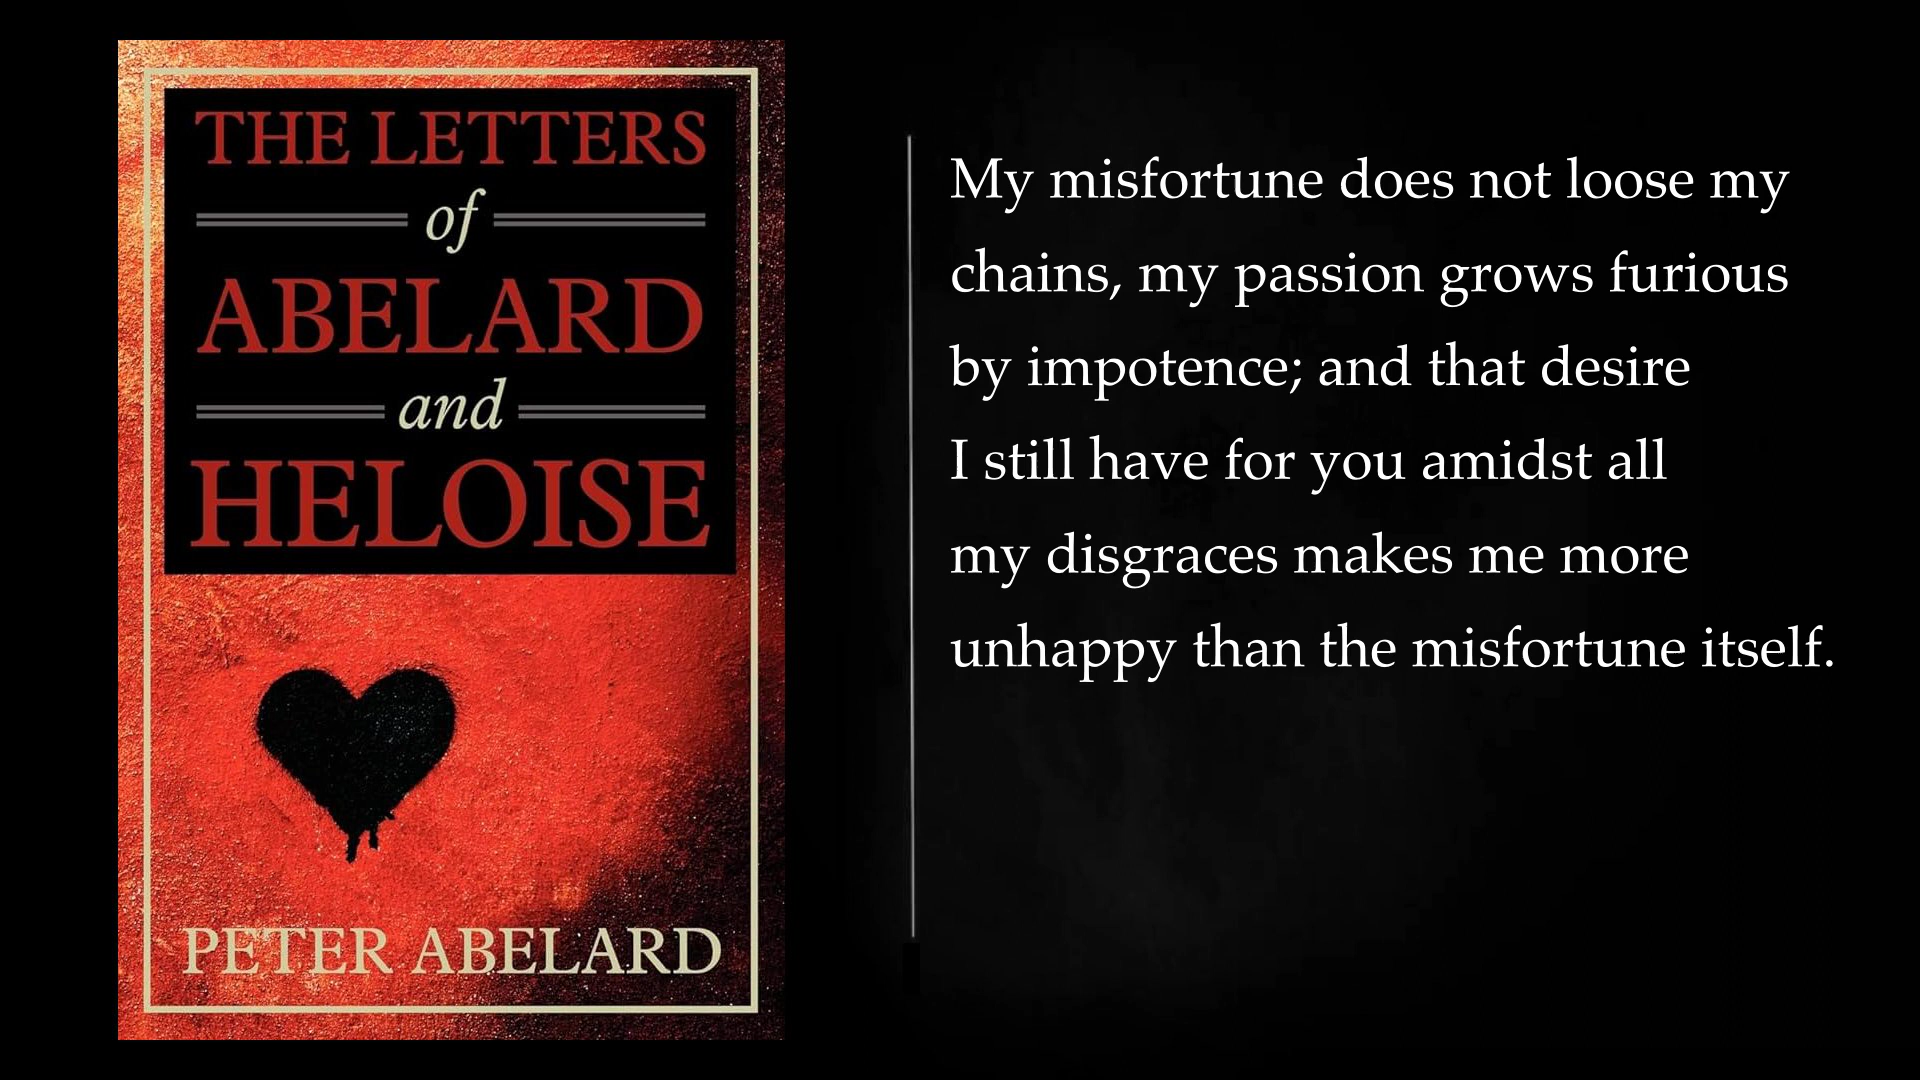 THE LETTERS
of
ABELARD
and
HELOISE
PETER ABELARD
My misfortune does not loose my
chains, my passion grows furious
by impotence; and that desire
I still have for you amidst all
my disgraces makes me more
unhappy than the misfortune itself.